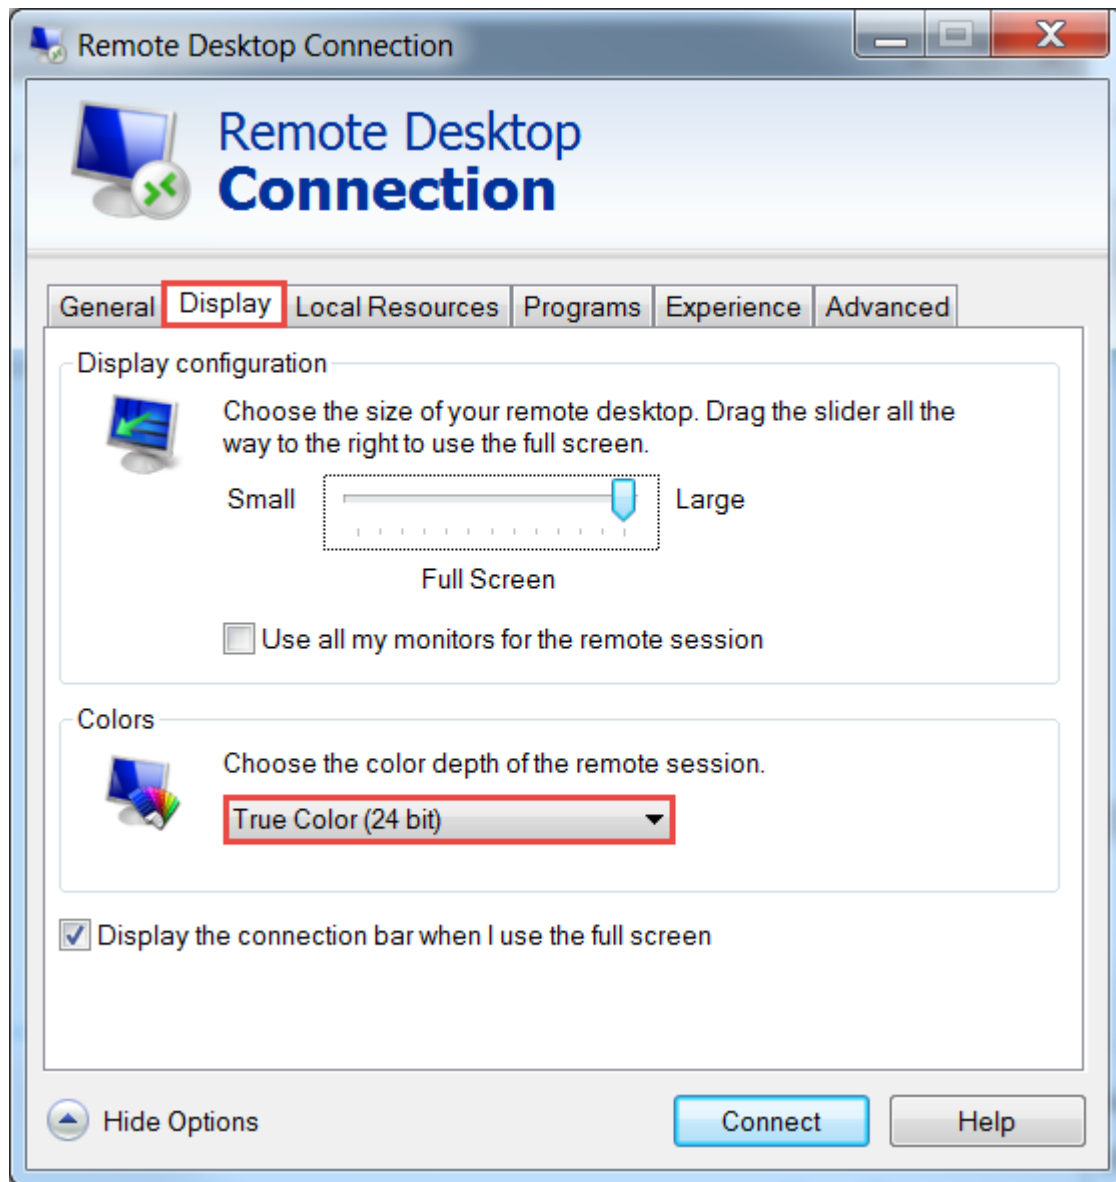 Remote Desktop Connection
Remote Desktop
Connection
General Display Local Resources Programs Experience Advanced
Display configuration
Choose the size of your remote desktop. Drag the slider all the
way to the right to use the full screen.
Small Large
Full Screen
Use all my monitors for the remote session
Colors
Choose the color depth of the remote session.
True Color (24 bit)
Display the connection bar when I use the full screen
Hide Options Connect Help